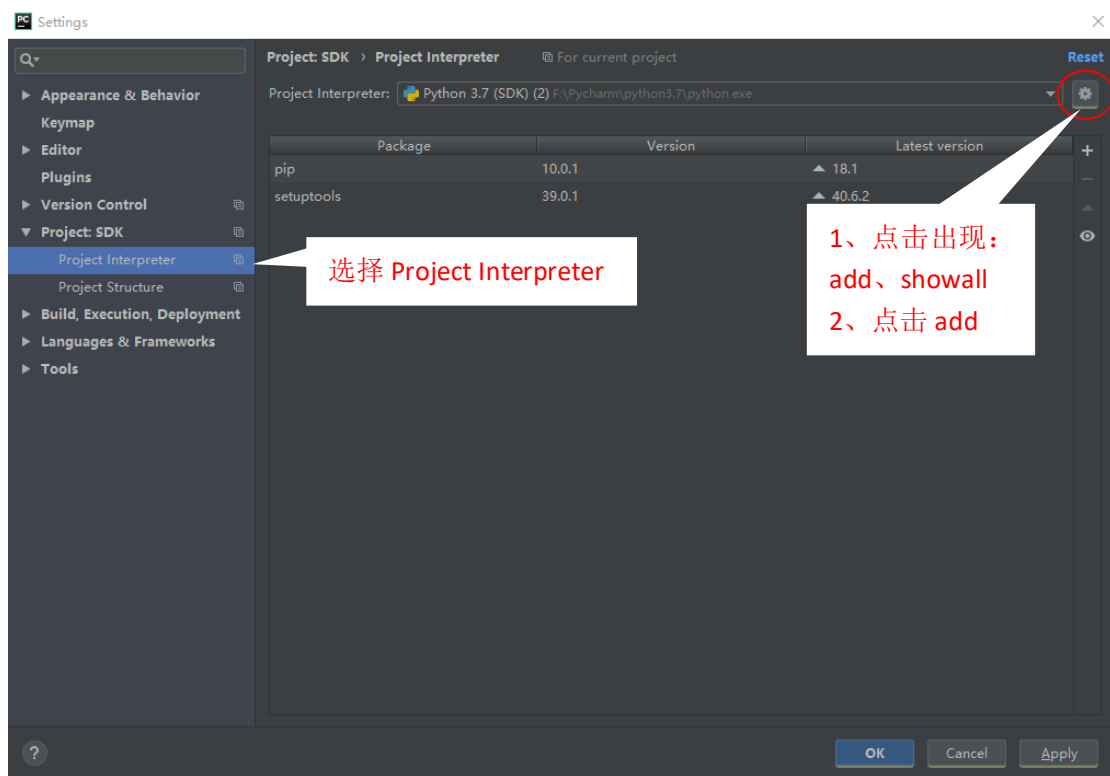 PC Settings
Project: SDK › Project Interpreter For current project Reset
Appearance & Behavior
Project Interpreter: Python 3.7 (SDK) (2) F:\Pycharm\python3.7\python.exe
Keymap
Editor
Plugins
Version Control
Project: SDK
Project Interpreter
Project Structure
Build, Execution, Deployment
Languages & Frameworks
Tools
Package Version Latest version
pip 10.0.1 18.1
setuptools 39.0.1 40.6.2
选择 Project Interpreter
1、点击出现：
add、showall
2、点击 add
?
OK Cancel Apply